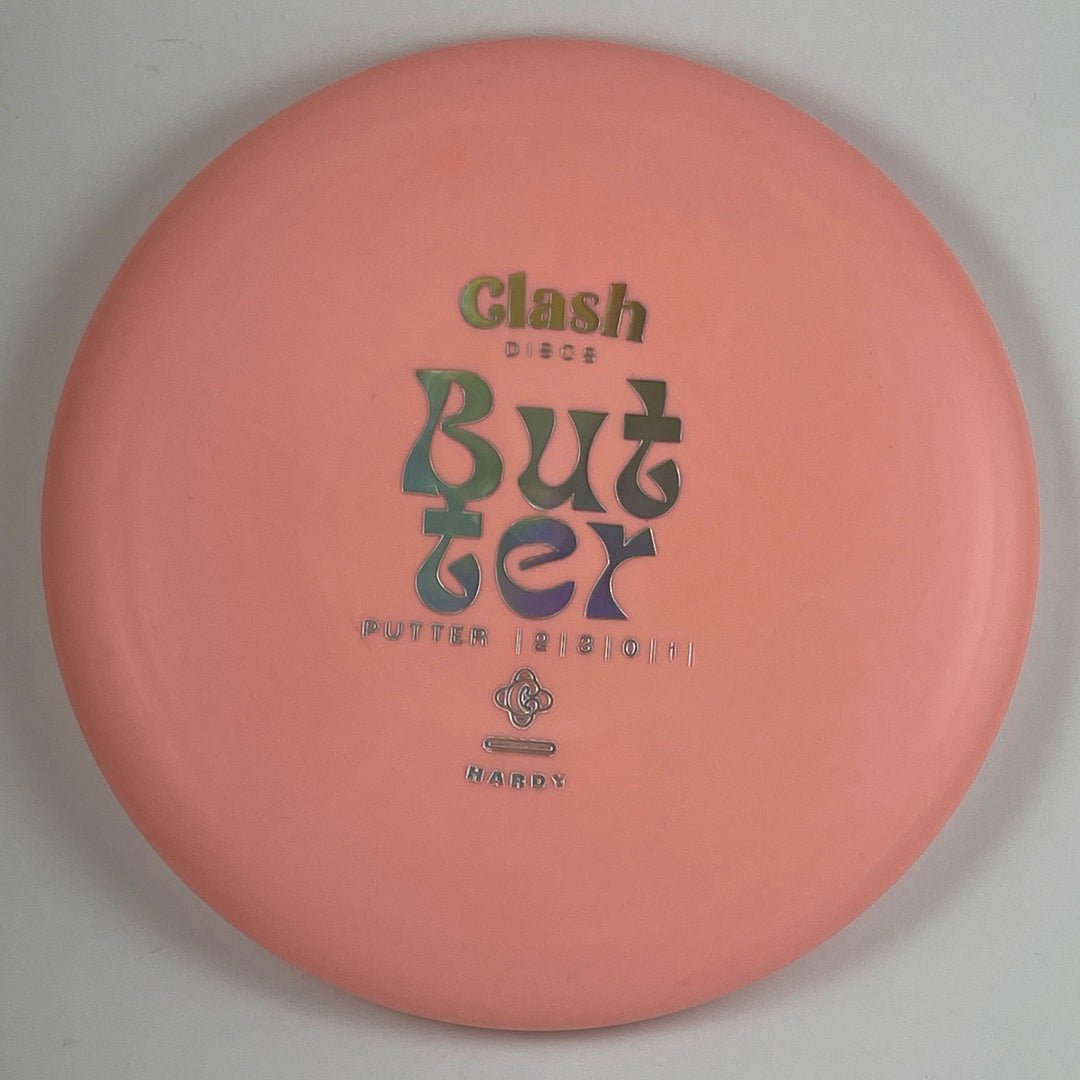 Clash
DISCS
But
ter
PUTTER |2|3|0|1|
C
HARDY